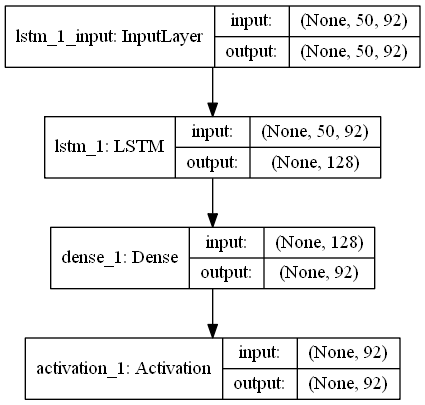 lstm_1_input: InputLayer
input: (None, 50, 92)
output: (None, 50, 92)
lstm_1: LSTM
input: (None, 50, 92)
output: (None, 128)
dense_1: Dense
input: (None, 128)
output: (None, 92)
activation_1: Activation
input: (None, 92)
output: (None, 92)